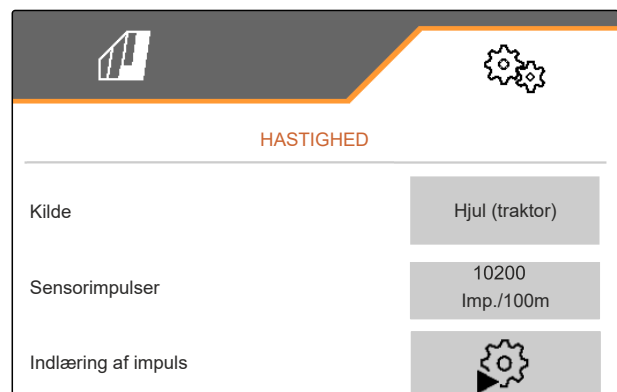 HASTIGHED
Kilde
Hjul (traktor)
Sensorimpulser
10200
Imp./100m
Indlæring af impuls